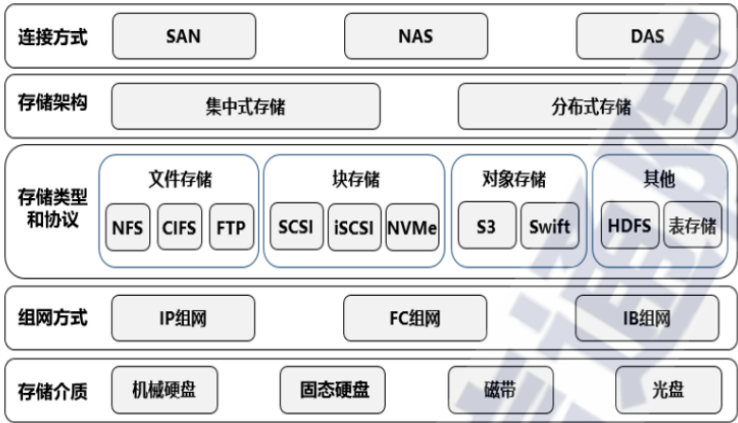 连接方式 SAN NAS DAS
存储架构 集中式存储 分布式存储
文件存储 块存储 对象存储 其他
存储类型
和协议
NFS CIFS FTP SCSI iSCSI NVMe S3 Swift HDFS 表存储
组网方式 IP组网 FC组网 IB组网
存储介质 机械硬盘 固态硬盘 磁带 光盘